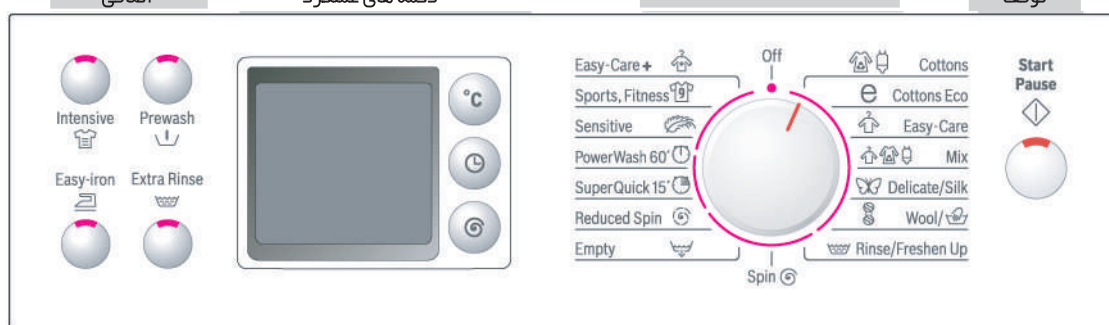 Intensive
Prewash
Easy-iron
Extra Rinse
°C
Off
Easy-Care+
Sports, Fitness
Sensitive
PowerWash 60'
SuperQuick 15'
Reduced Spin
Empty
Cottons
e Cottons Eco
Easy-Care
Mix
Delicate/Silk
Wool/
Rinse/Freshen Up
Spin
Start
Pause